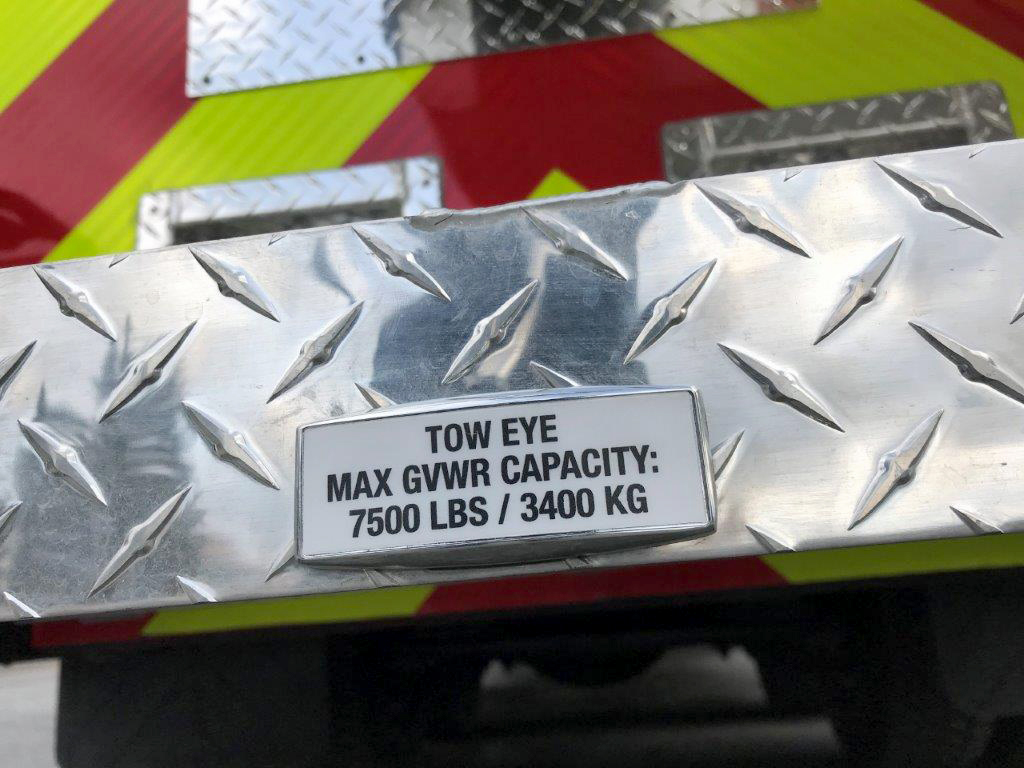 TOW EYE
MAX GVWR CAPACITY:
7500 LBS / 3400 KG